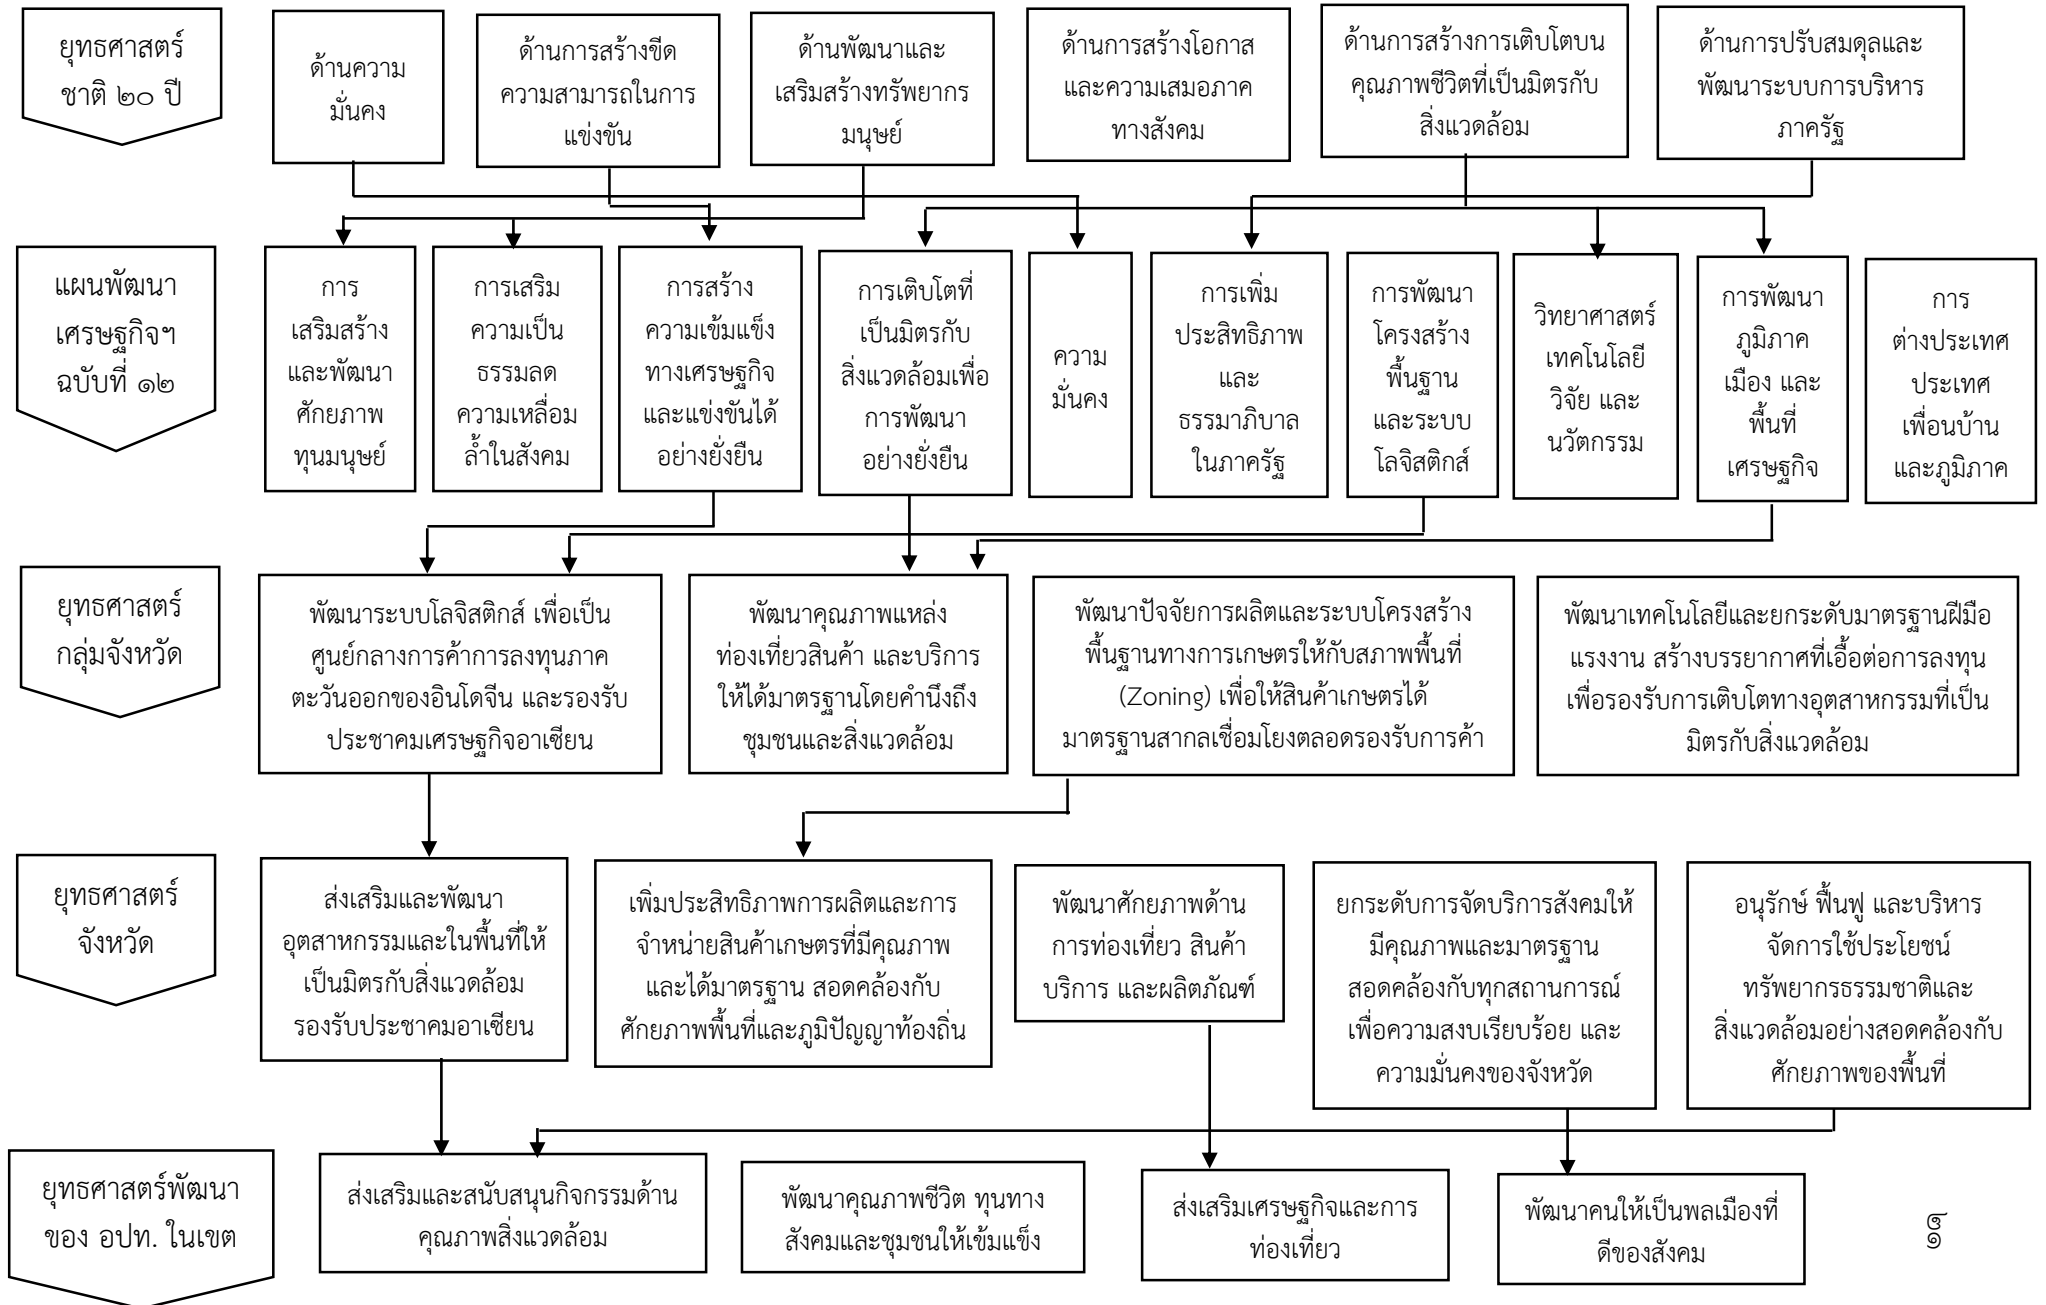 ยุทธศาสตร์
ชาติ ๒๐ ปี
ด้านความ
มั่นคง
ด้านการสร้างขีด
ความสามารถในการ
แข่งขัน
ด้านพัฒนาและ
เสริมสร้างทรัพยากร
มนุษย์
ด้านการสร้างโอกาส
และความเสมอภาค
ทางสังคม
ด้านการสร้างการเติบโตบน
คุณภาพชีวิตที่เป็นมิตรกับ
สิ่งแวดล้อม
ด้านการปรับสมดุลและ
พัฒนาระบบการบริหาร
ภาครัฐ
แผนพัฒนา
เศรษฐกิจฯ
ฉบับที่ ๑๒
การ
เสริมสร้าง
และพัฒนา
ศักยภาพ
ทุนมนุษย์
การเสริม
ความเป็น
ธรรมลด
ความเหลื่อม
ล้ำในสังคม
การสร้าง
ความเข้มแข็ง
ทางเศรษฐกิจ
และแข่งขันได้
อย่างยั่งยืน
การเติบโตที่
เป็นมิตรกับ
สิ่งแวดล้อมเพื่อ
การพัฒนา
อย่างยั่งยืน
ความ
มั่นคง
การเพิ่ม
ประสิทธิภาพ
และ
ธรรมาภิบาล
ในภาครัฐ
การพัฒนา
โครงสร้าง
พื้นฐาน
และระบบ
โลจิสติกส์
วิทยาศาสตร์
เทคโนโลยี
วิจัย และ
นวัตกรรม
การพัฒนา
ภูมิภาค
เมือง และ
พื้นที่
เศรษฐกิจ
การ
ต่างประเทศ
ประเทศ
เพื่อนบ้าน
และภูมิภาค
ยุทธศาสตร์
กลุ่มจังหวัด
พัฒนาระบบโลจิสติกส์ เพื่อเป็น
ศูนย์กลางการค้าการลงทุนภาค
ตะวันออกของอินโดจีน และรองรับ
ประชาคมเศรษฐกิจอาเซียน
พัฒนาคุณภาพแหล่ง
ท่องเที่ยวสินค้า และบริการ
ให้ได้มาตรฐานโดยคำนึงถึง
ชุมชนและสิ่งแวดล้อม
พัฒนาปัจจัยการผลิตและระบบโครงสร้าง
พื้นฐานทางการเกษตรให้กับสภาพพื้นที่
(Zoning) เพื่อให้สินค้าเกษตรได้
มาตรฐานสากลเชื่อมโยงตลอดรองรับการค้า
พัฒนาเทคโนโลยีและยกระดับมาตรฐานฝีมือ
แรงงาน สร้างบรรยากาศที่เอื้อต่อการลงทุน
เพื่อรองรับการเติบโตทางอุตสาหกรรมที่เป็น
มิตรกับสิ่งแวดล้อม
ยุทธศาสตร์
จังหวัด
ส่งเสริมและพัฒนา
อุตสาหกรรมและในพื้นที่ให้
เป็นมิตรกับสิ่งแวดล้อม
รองรับประชาคมอาเซียน
เพิ่มประสิทธิภาพการผลิตและการ
จำหน่ายสินค้าเกษตรที่มีคุณภาพ
และได้มาตรฐาน สอดคล้องกับ
ศักยภาพพื้นที่และภูมิปัญญาท้องถิ่น
พัฒนาศักยภาพด้าน
การท่องเที่ยว สินค้า
บริการ และผลิตภัณฑ์
ยกระดับการจัดบริการสังคมให้
มีคุณภาพและมาตรฐาน
สอดคล้องกับทุกสถานการณ์
เพื่อความสงบเรียบร้อย และ
ความมั่นคงของจังหวัด
อนุรักษ์ ฟื้นฟู และบริหาร
จัดการใช้ประโยชน์
ทรัพยากรธรรมชาติและ
สิ่งแวดล้อมอย่างสอดคล้องกับ
ศักยภาพของพื้นที่
ยุทธศาสตร์พัฒนา
ของ อปท. ในเขต
ส่งเสริมและสนับสนุนกิจกรรมด้าน
คุณภาพสิ่งแวดล้อม
พัฒนาคุณภาพชีวิต ทุนทาง
สังคมและชุมชนให้เข้มแข็ง
ส่งเสริมเศรษฐกิจและการ
ท่องเที่ยว
พัฒนาคนให้เป็นพลเมืองที่
ดีของสังคม